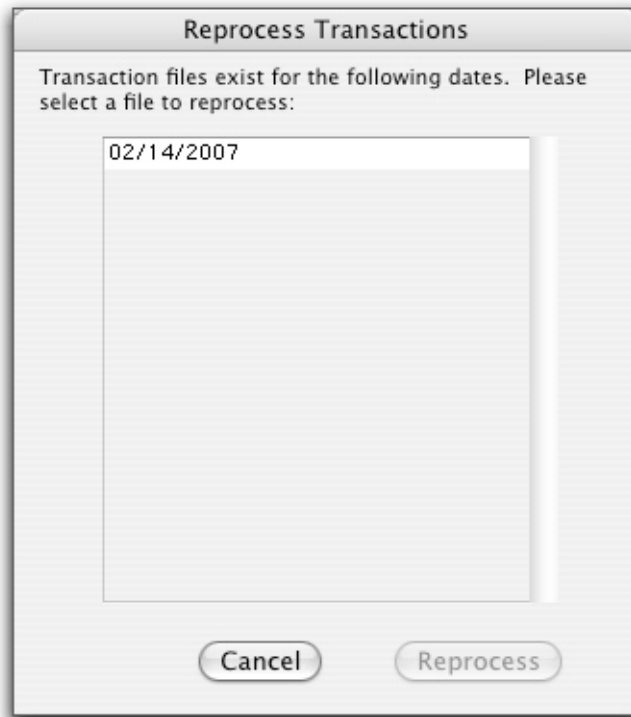 Reprocess Transactions
Transaction files exist for the following dates.  Please
select a file to reprocess:
02/14/2007
Cancel
Reprocess